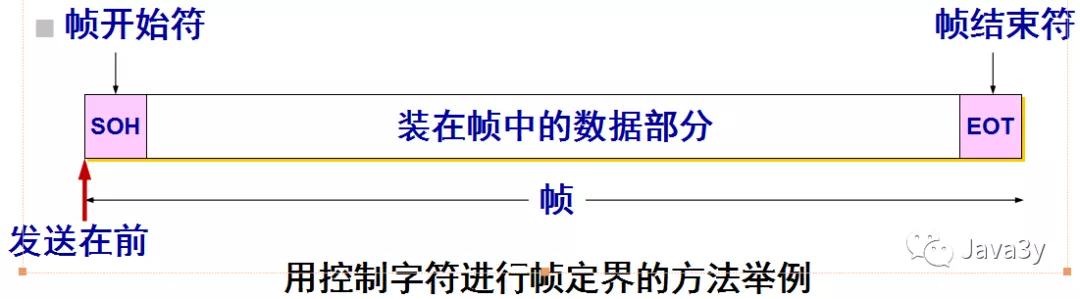 帧开始符
帧结束符
SOH
装在帧中的数据部分
EOT
帧
发送在前
Java3y
用控制字符进行帧定界的方法举例